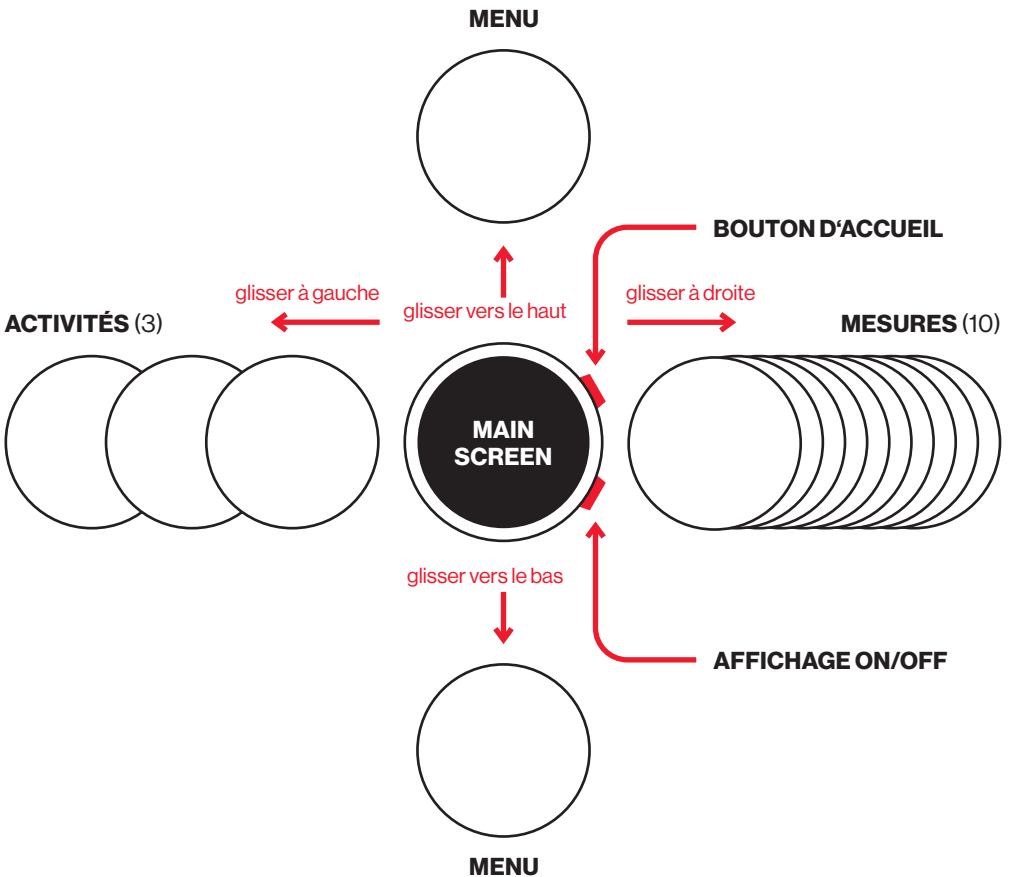 MENU
BOUTON D‘ACCUEIL
glisser à gauche
glisser vers le haut
glisser à droite
ACTIVITÉS (3)
MESURES (10)
MAIN
SCREEN
glisser vers le bas
AFFICHAGE ON/OFF
MENU